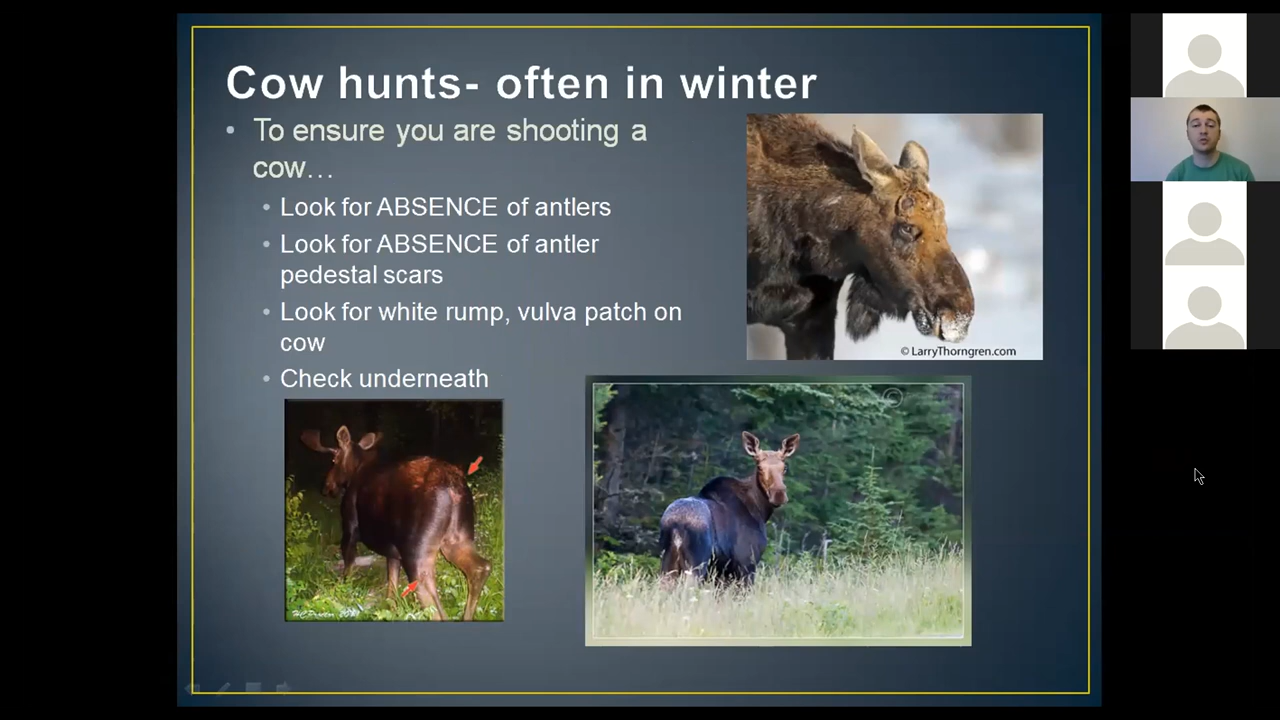 Cow hunts- often in winter
• To ensure you are shooting a
cow…
• Look for ABSENCE of antlers
• Look for ABSENCE of antler
pedestal scars
• Look for white rump, vulva patch on
cow
• Check underneath
© LarryThorngren.com